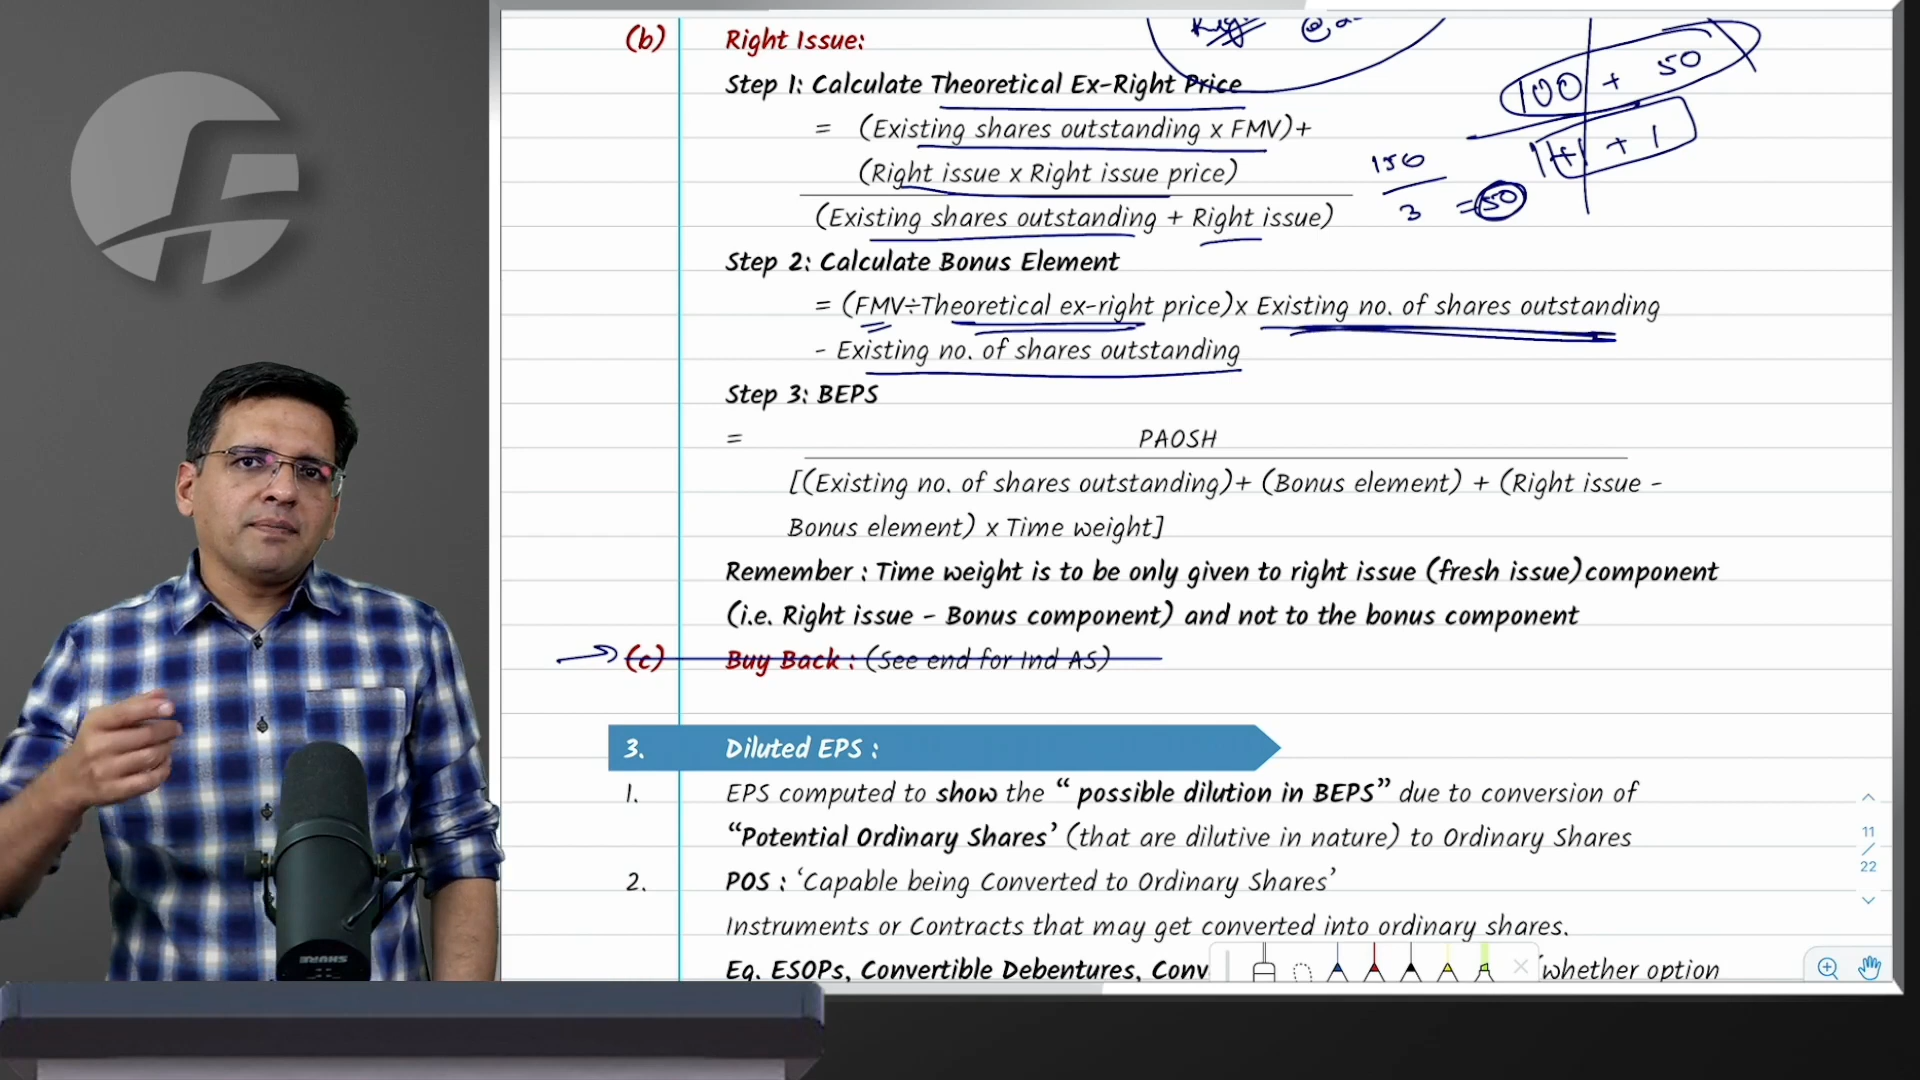 (b) Right Issue:
@
100 + 50
1+1 + 1
150
3 = 50
Step 1: Calculate Theoretical Ex-Right Price
= (Existing shares outstanding x FMV)+
(Right issue x Right issue price)
(Existing shares outstanding + Right issue)
Step 2: Calculate Bonus Element
= (FMV÷Theoretical ex-right price)x Existing no. of shares outstanding
- Existing no. of shares outstanding
Step 3: BEPS
= PAOSH
[(Existing no. of shares outstanding)+ (Bonus element) + (Right issue -
Bonus element) x Time weight]
Remember : Time weight is to be only given to right issue (fresh issue)component
(i.e. Right issue - Bonus component) and not to the bonus component
(c) Buy Back : (See end for Ind AS)
3. Diluted EPS :
1. EPS computed to show the “ possible dilution in BEPS” due to conversion of
“Potential Ordinary Shares’ (that are dilutive in nature) to Ordinary Shares
2. POS : ‘Capable being Converted to Ordinary Shares’
Instruments or Contracts that may get converted into ordinary shares.
Eg. ESOPs, Convertible Debentures, Conv
whether option
11
/
22
SHURE